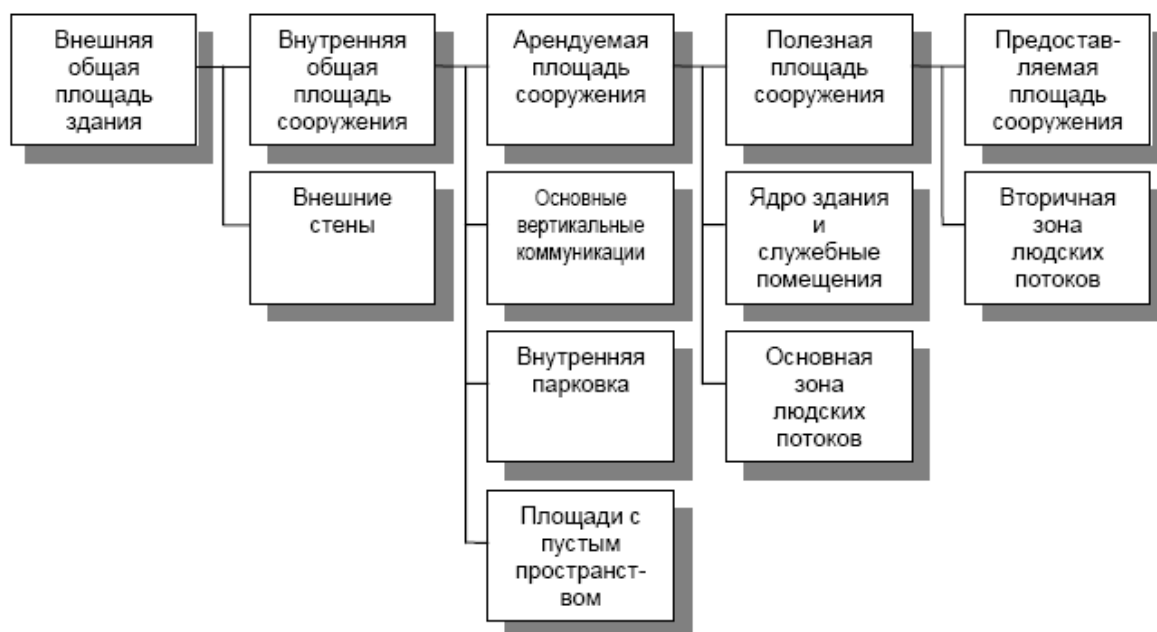 Внешняя
общая
площадь
здания
Внутренняя
общая
площадь
сооружения
Арендуемая
площадь
сооружения
Полезная
площадь
сооружения
Предостав-
ляемая
площадь
сооружения
Внешние
стены
Основные
вертикальные
коммуникации
Ядро здания
и
служебные
помещения
Вторичная
зона
людских
потоков
Внутренняя
парковка
Основная
зона
людских
потоков
Площади с
пустым
пространст-
вом